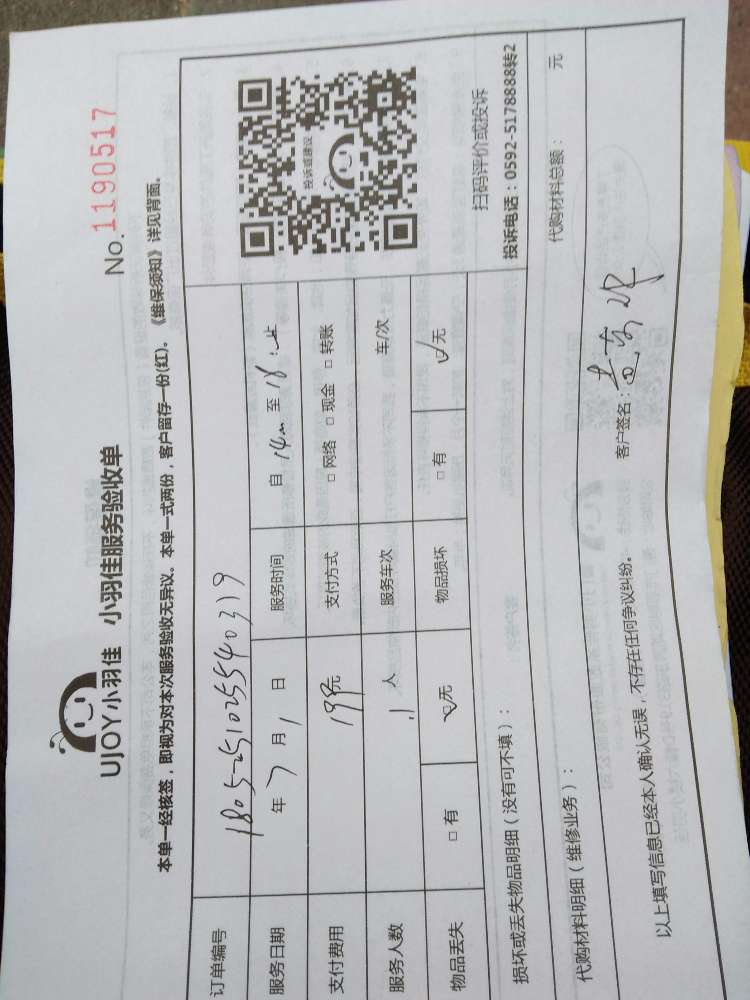 UJOY小羽佳 小羽佳服务验收单
No. 1190517
本单一经核签，即视为对本次服务验收无异议。本单一式两份，客户留存一份(红)。《维保须知》详见背面。
订单编号 180525102554 0319
服务日期 年 7 月 1 日 服务时间 自 14 至 18:
支付费用 199元 支付方式 □ 网络 □ 现金 □ 转账
服务人数 1 人 服务车次 车/次
物品丢失 □ 有 ☑无 物品损坏 □ 有 ☑无
投诉或建议
扫码评价或投诉
投诉电话：0592-5178888转2
损坏或丢失物品明细（没有可不填）：
代购材料明细（维修业务）： 代购材料总额： 元
以上填写信息已经本人确认无误，不存在任何争议纠纷。 客户签名：